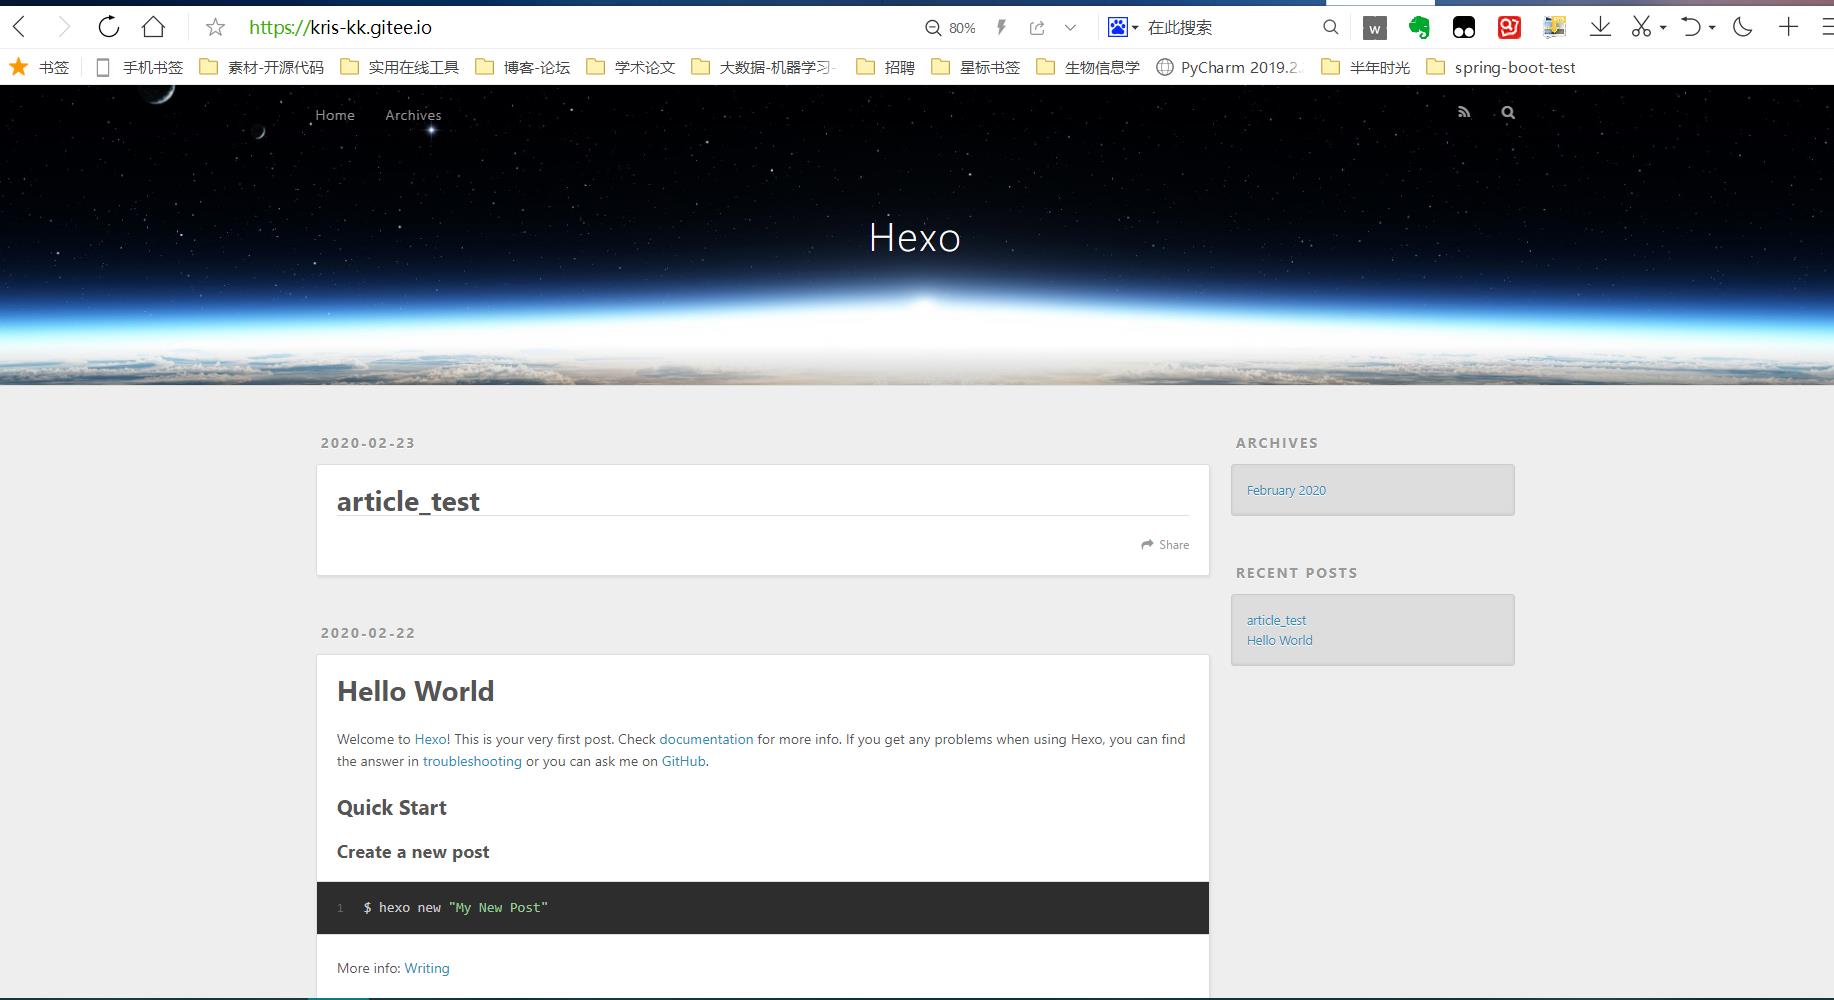 https://kris-kk.gitee.io
80%
在此搜索
书签
手机书签
素材-开源代码
实用在线工具
博客-论坛
学术论文
大数据-机器学习-
招聘
星标书签
生物信息学
PyCharm 2019.2.
半年时光
spring-boot-test
Home
Archives
Hexo
2020-02-23
article_test
Share
2020-02-22
Hello World
Welcome to Hexo! This is your very first post. Check documentation for more info. If you get any problems when using Hexo, you can find
the answer in troubleshooting or you can ask me on GitHub.
Quick Start
Create a new post
1 $ hexo new "My New Post"
More info: Writing
ARCHIVES
February 2020
RECENT POSTS
article_test
Hello World